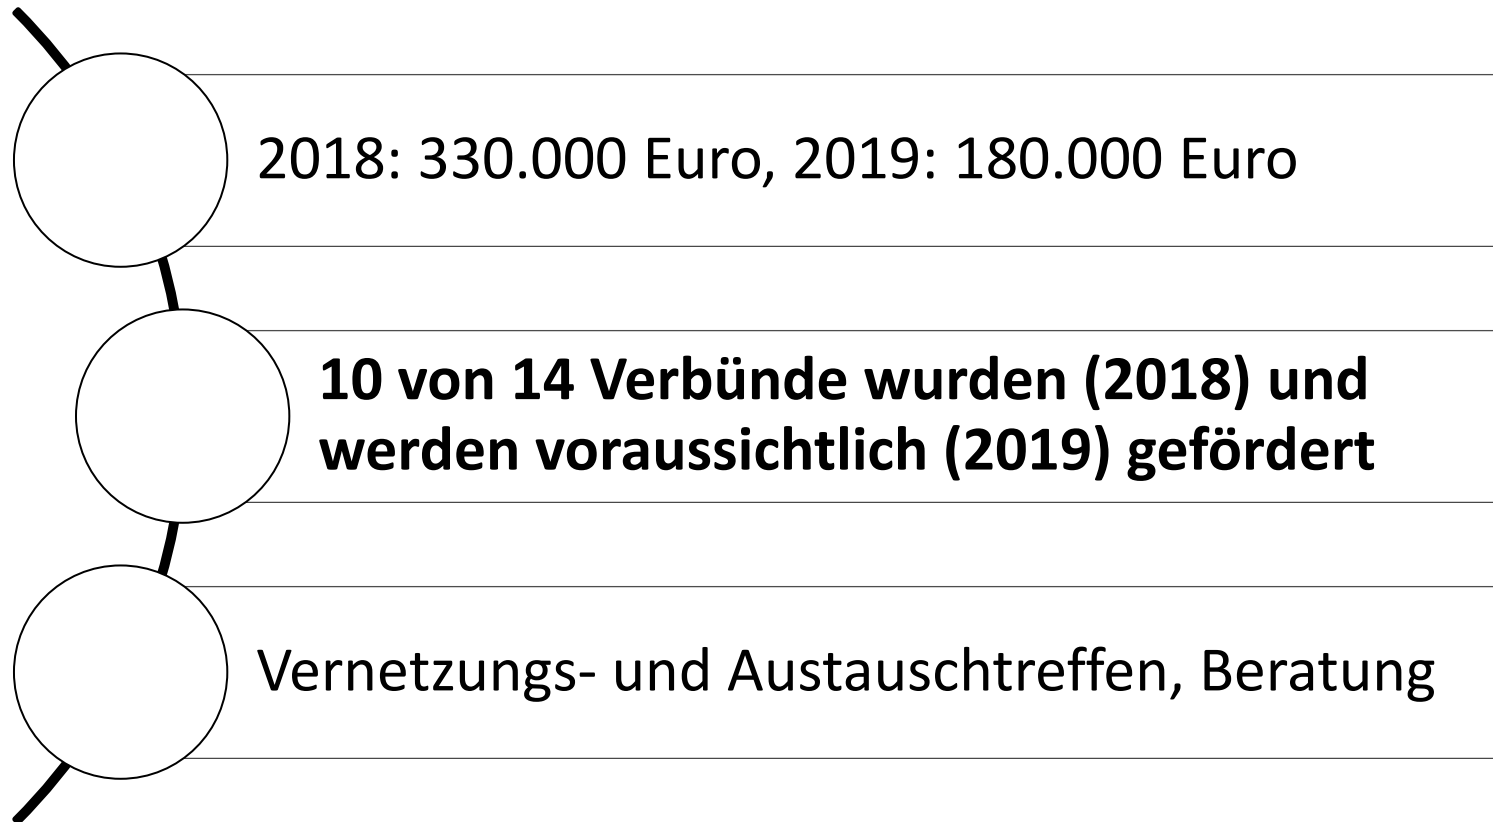 2018: 330.000 Euro, 2019: 180.000 Euro
10 von 14 Verbünde wurden (2018) und
werden voraussichtlich (2019) gefördert
Vernetzungs- und Austauschtreffen, Beratung